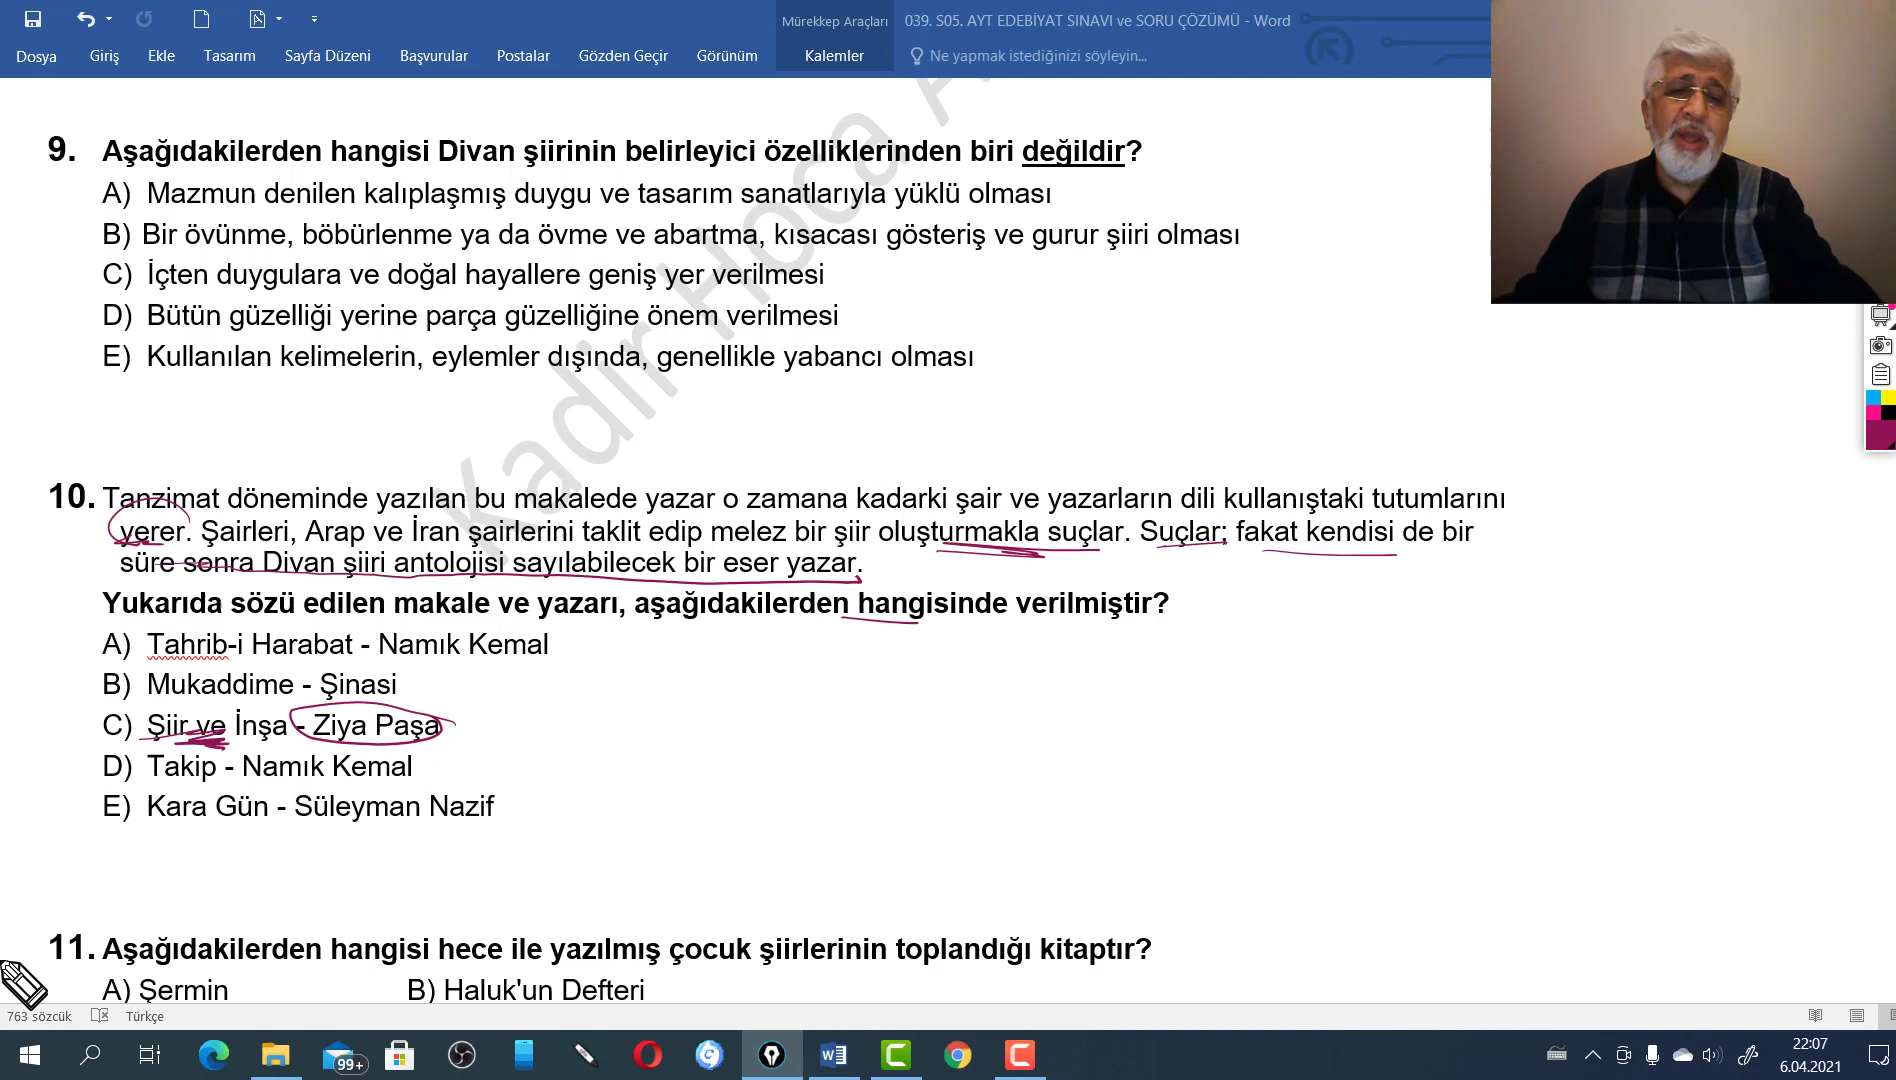 Mürekkep Araçları
039. S05. AYT EDEBİYAT SINAVI ve SORU ÇÖZÜMÜ - Word
Dosya Giriş Ekle Tasarım Sayfa Düzeni Başvurular Postalar Gözden Geçir Görünüm Kalemler Ne yapmak istediğinizi söyleyin...
Kadir Hoca A
9. Aşağıdakilerden hangisi Divan şiirinin belirleyici özelliklerinden biri değildir?
A) Mazmun denilen kalıplaşmış duygu ve tasarım sanatlarıyla yüklü olması
B) Bir övünme, böbürlenme ya da övme ve abartma, kısacası gösteriş ve gurur şiiri olması
C) İçten duygulara ve doğal hayallere geniş yer verilmesi
D) Bütün güzelliği yerine parça güzelliğine önem verilmesi
E) Kullanılan kelimelerin, eylemler dışında, genellikle yabancı olması
10. Tanzimat döneminde yazılan bu makalede yazar o zamana kadarki şair ve yazarların dili kullanıştaki tutumlarını
yerer. Şairleri, Arap ve İran şairlerini taklit edip melez bir şiir oluşturmakla suçlar. Suçlar; fakat kendisi de bir
süre sonra Divan şiiri antolojisi sayılabilecek bir eser yazar.
Yukarıda sözü edilen makale ve yazarı, aşağıdakilerden hangisinde verilmiştir?
A) Tahrib-i Harabat - Namık Kemal
B) Mukaddime - Şinasi
C) Şiir ve İnşa - Ziya Paşa
D) Takip - Namık Kemal
E) Kara Gün - Süleyman Nazif
11. Aşağıdakilerden hangisi hece ile yazılmış çocuk şiirlerinin toplandığı kitaptır?
A) Şermin B) Haluk'un Defteri
763 sözcük Türkçe
99+
22:07
6.04.2021